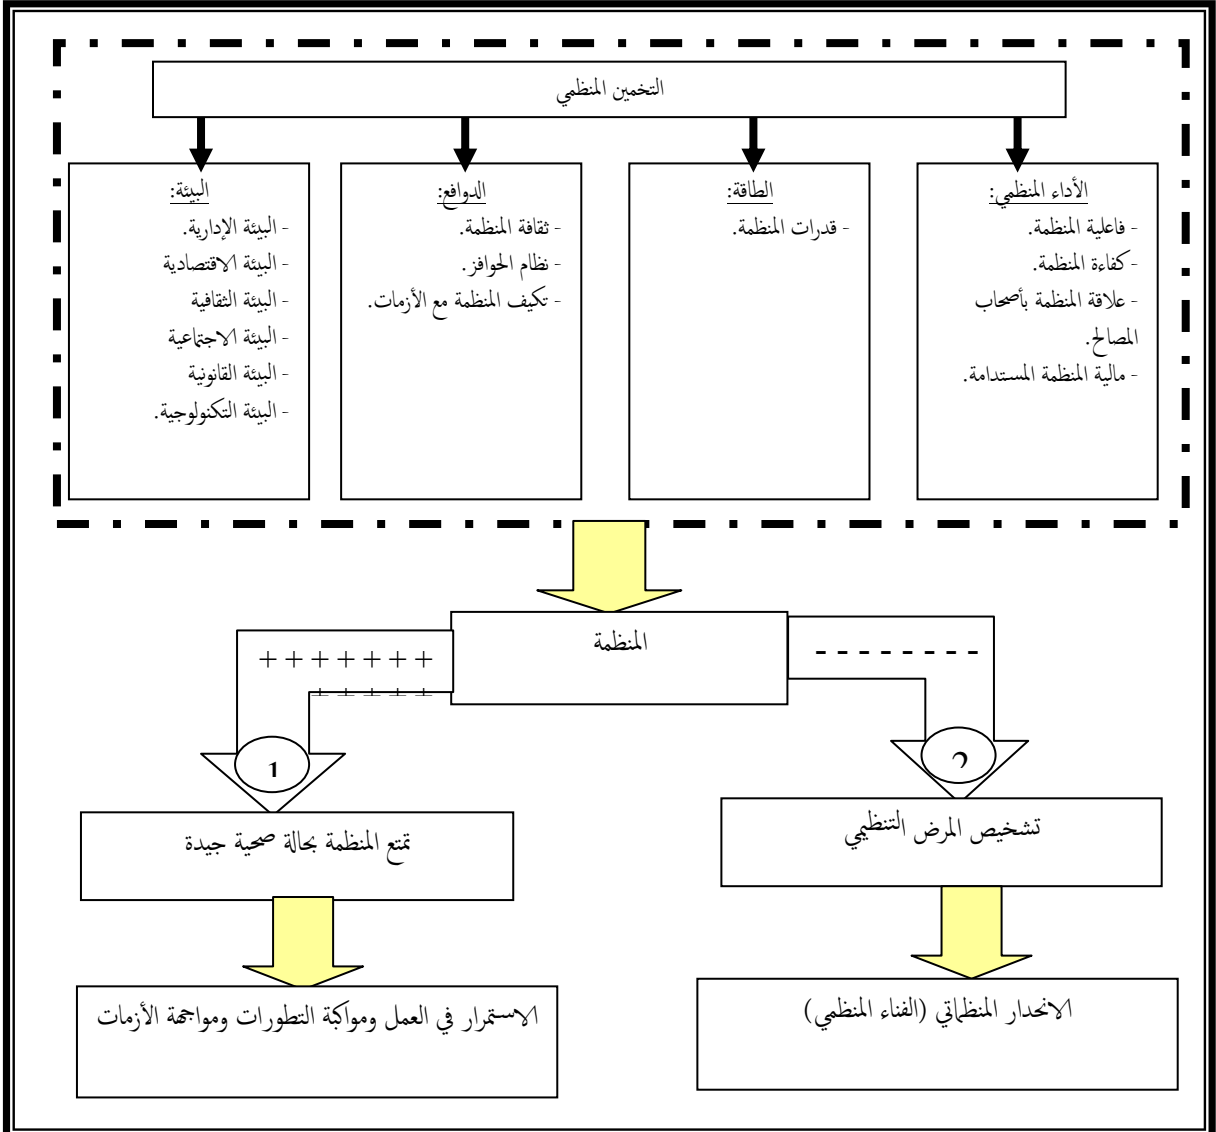 التخمين المنظمي
الأداء المنظمي:
- فاعلية المنظمة.
- كفاءة المنظمة.
- علاقة المنظمة بأصحاب
المصالح.
- مالية المنظمة المستدامة.
الطاقة:
- قدرات المنظمة.
الدوافع:
- ثقافة المنظمة.
- نظام الحوافز.
- تكيف المنظمة مع الأزمات.
البيئة:
- البيئة الإدارية.
- البيئة الاقتصادية
- البيئة الثقافية
- البيئة الاجتماعية
- البيئة القانونية
- البيئة التكنولوجية.
المنظمة
- - - - - - - -
+ + + + + + +
+ + + + +
2
1
تشخيص المرض التنظيمي
تمتع المنظمة بحالة صحية جيدة
الانحدار المنظماتي (الفناء المنظمي)
الاستمرار في العمل ومواكبة التطورات ومواجهة الأزمات